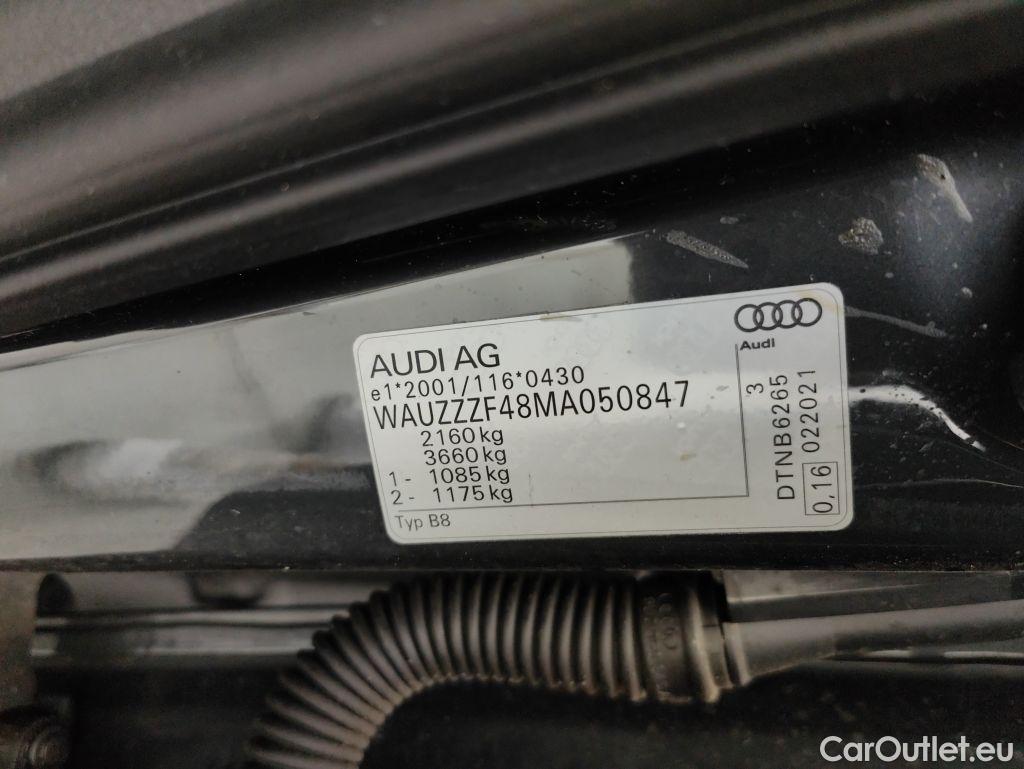 AUDI AG
e1*2001/116*0430
WAUZZZF48MA050847
2160 kg
3660 kg
1 - 1085 kg
2 - 1175 kg
Typ B8
Audi
3
DTNB6265
0,16 022021
CarOutlet.eu